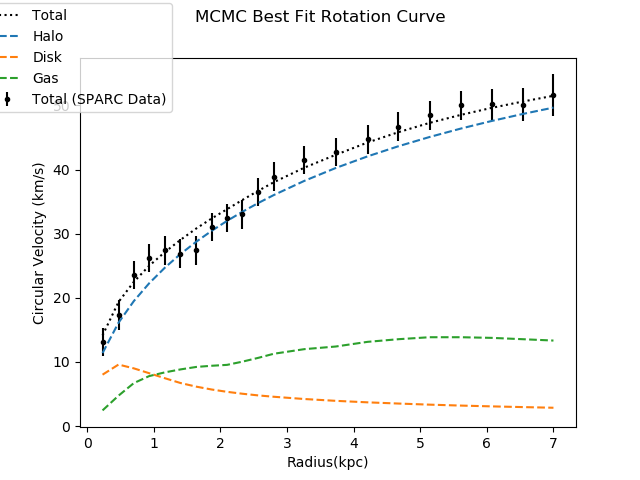 MCMC Best Fit Rotation Curve
Total
Halo
Disk
Gas
Total (SPARC Data)
50
40
30
20
10
0
Circular Velocity (km/s)
0 1 2 3 4 5 6 7
Radius(kpc)